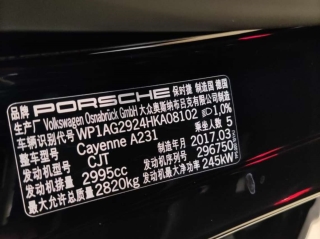 品牌 PORSCHE 保时捷 制造国 德国
生产厂 Volkswagen Osnabrück GmbH 大众奥斯纳布吕克有限公司
车辆识别代号 WP1AG2924HKA08102 1,0%
整车型号 Cayenne A231 乘坐人数 5
发动机型号 CJT 制造年月 2017.03
发动机排量 2995cc 发动机序列号 296750
最大允许总质量 2820kg 发动机最大净功率 245kW